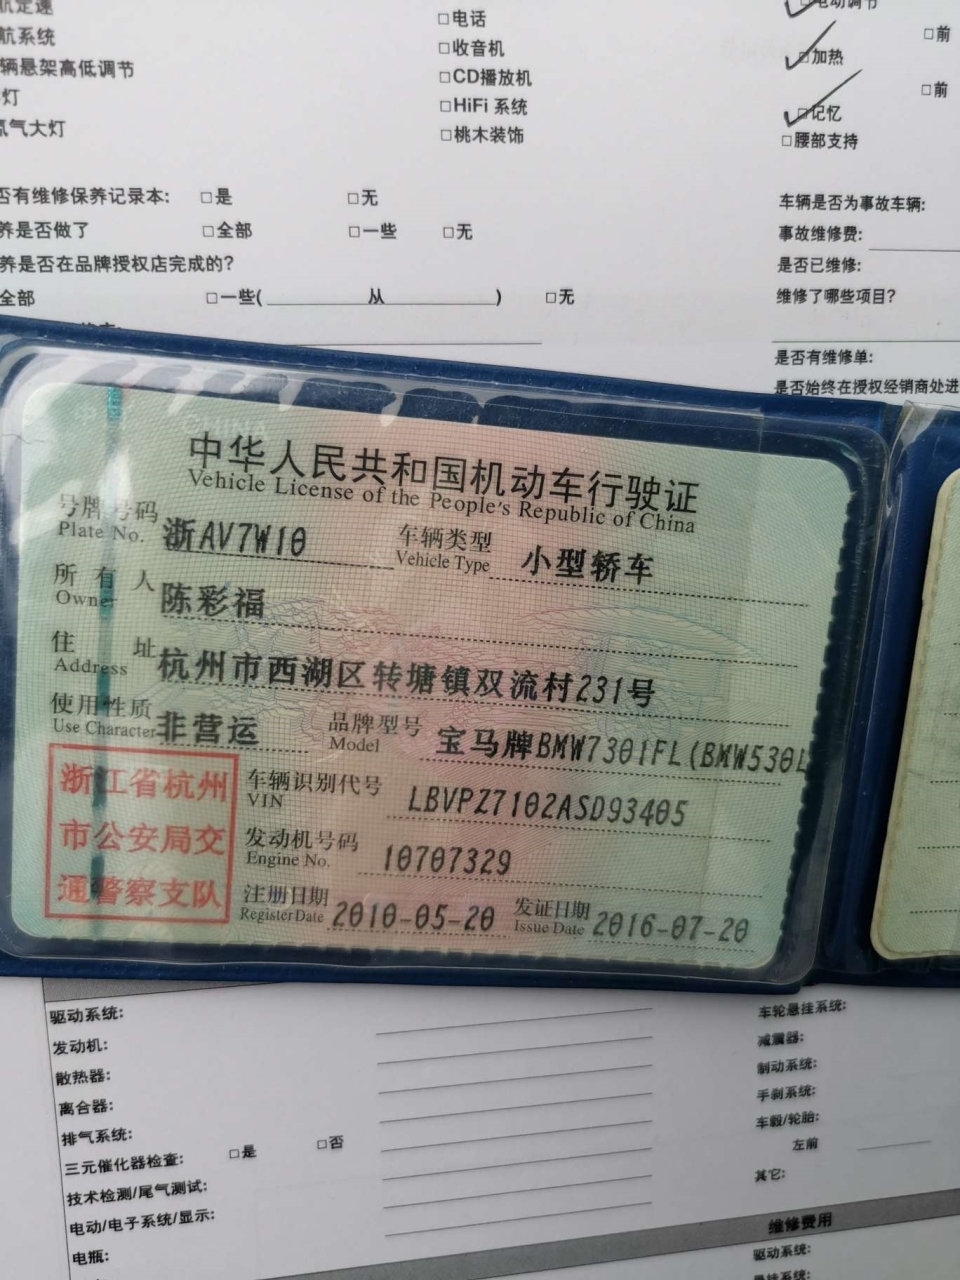 航定速
航系统
辆悬架高低调节
灯
氙气大灯
□电话
□收音机
□CD播放机
□HiFi 系统
□桃木装饰
□电动调节
□加热
□前
□记忆
□前
□腰部支持
否有维修保养记录本: □是 □无
养是否做了 □全部 □一些 □无
养是否在品牌授权店完成的?
全部 □一些( 从 ) □无
车辆是否为事故车辆:
事故维修费:
是否已维修:
维修了哪些项目?
是否有维修单:
是否始终在授权经销商处进
中华人民共和国机动车行驶证
Vehicle License of the People's Republic of China
号牌号码 浙AV7W10 车辆类型 小型轿车
Plate No. Vehicle Type
所有人 陈彩福
Owner
住址 杭州市西湖区转塘镇双流村231号
Address
使用性质 非营运 品牌型号 宝马牌BMW7301FL(BMW530L
Use Character Model
浙江省杭州
市公安局交
通警察支队
车辆识别代号 LBVPZ7102ASD93405
VIN
发动机号码 10707329
Engine No.
注册日期 2010-05-20 发证日期 2016-07-20
Register Date Issue Date
驱动系统:
发动机:
散热器:
离合器:
排气系统:
三元催化器检查: □是 □否
技术检测/尾气测试:
电动/电子系统/显示:
电瓶:
车轮悬挂系统:
减震器:
制动系统:
手刹系统:
车毂/轮胎:
左前
其它:
维修费用
驱动系统:
悬挂系统: